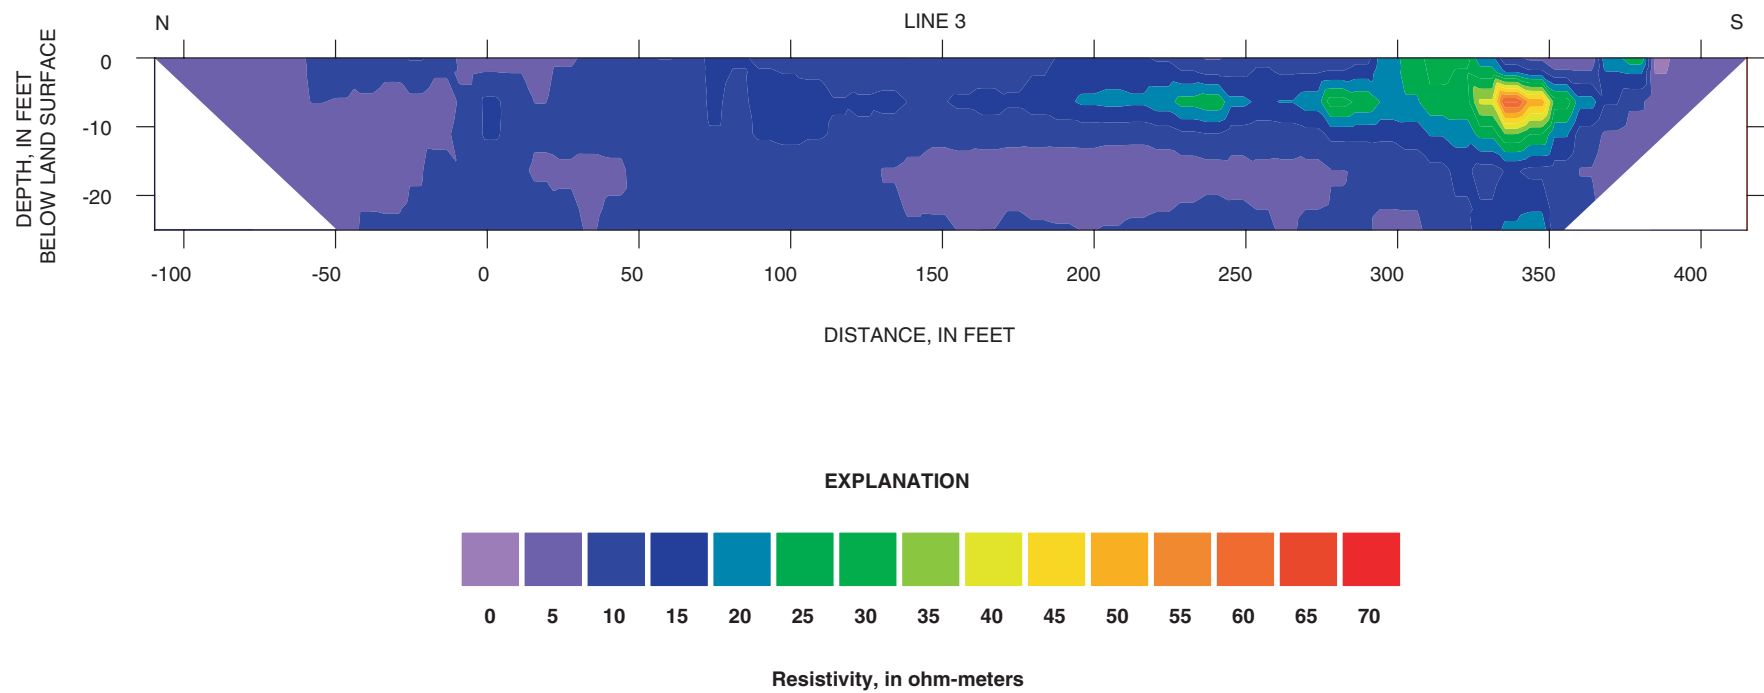 N
LINE 3
S
DEPTH, IN FEET
BELOW LAND SURFACE
0
-10
-20
-100 -50 0 50 100 150 200 250 300 350 400
DISTANCE, IN FEET
EXPLANATION
0 5 10 15 20 25 30 35 40 45 50 55 60 65 70
Resistivity, in ohm-meters